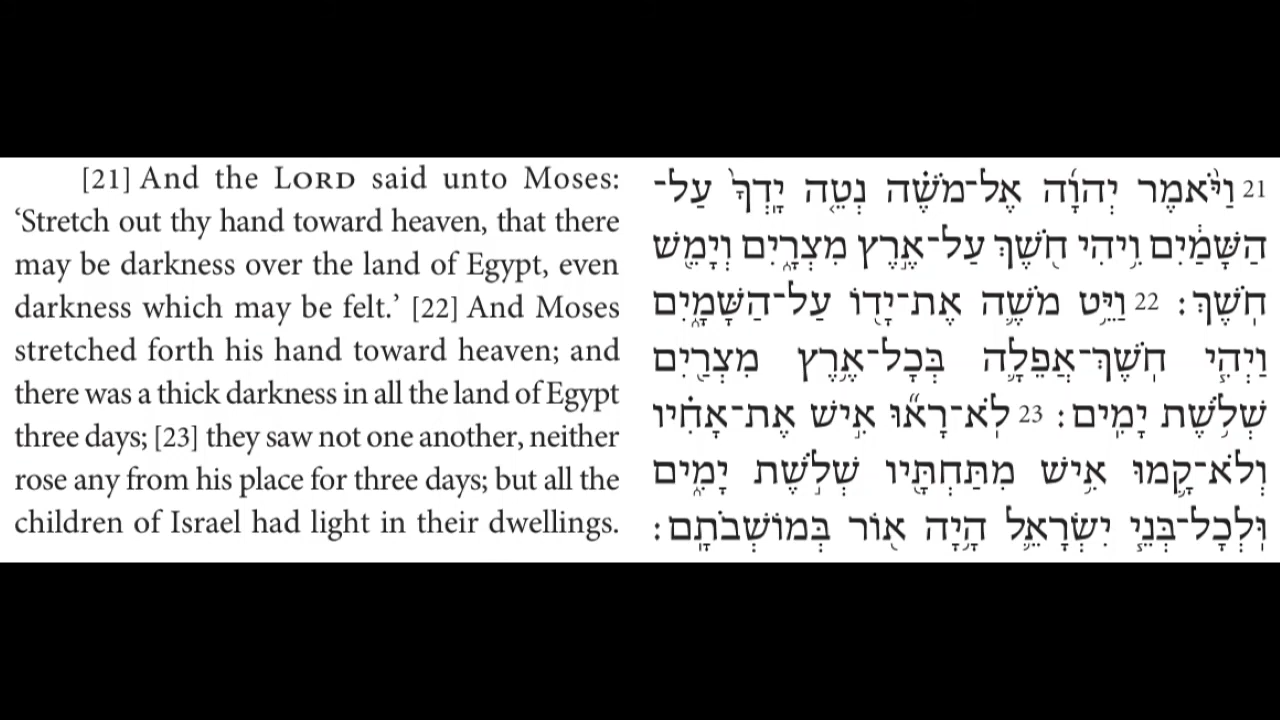 [21] And the LORD said unto Moses:
‘Stretch out thy hand toward heaven, that there
may be darkness over the land of Egypt, even
darkness which may be felt.’ [22] And Moses
stretched forth his hand toward heaven; and
there was a thick darkness in all the land of Egypt
three days; [23] they saw not one another, neither
rose any from his place for three days; but all the
children of Israel had light in their dwellings.
21 וַיֹּ֨אמֶר יְהוָ֜ה אֶל־מֹשֶׁ֗ה נְטֵ֤ה יָֽדְךָ֙ עַל־
הַשָּׁמַ֔יִם וִ֥יהִי חֹ֖שֶׁךְ עַל־אֶ֣רֶץ מִצְרָ֑יִם וְיָמֵ֖שׁ
חֹֽשֶׁךְ׃ 22 וַיֵּ֥ט מֹשֶׁ֛ה אֶת־יָד֖וֹ עַל־הַשָּׁמָ֑יִם
וַיְהִ֧י חֹֽשֶׁךְ־אֲפֵלָ֛ה בְּכָל־אֶ֥רֶץ מִצְרַ֖יִם
שְׁלֹ֥שֶׁת יָמִֽים׃ 23 לֹֽא־רָא֞וּ אִ֣ישׁ אֶת־אָחִ֗יו
וְלֹא־קָ֛מוּ אִ֥ישׁ מִתַּחְתָּ֖יו שְׁלֹ֣שֶׁת יָמִ֑ים
וּֽלְכָל־בְּנֵ֧י יִשְׂרָאֵ֛ל הָ֥יָה א֖וֹר בְּמוֹשְׁבֹתָֽם׃